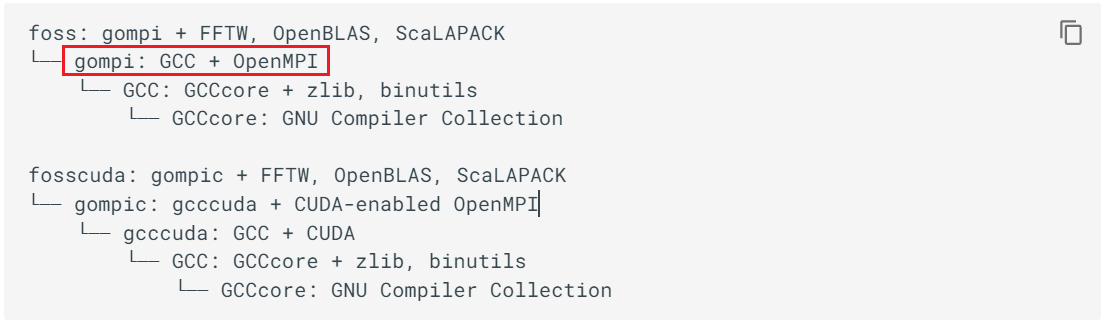 foss: gompi + FFTW, OpenBLAS, ScaLAPACK
└── gompi: GCC + OpenMPI
    └── GCC: GCCcore + zlib, binutils
        └── GCCcore: GNU Compiler Collection

fosscuda: gompic + FFTW, OpenBLAS, ScaLAPACK
└── gompic: gcccuda + CUDA-enabled OpenMPI
    └── gcccuda: GCC + CUDA
        └── GCC: GCCcore + zlib, binutils
            └── GCCcore: GNU Compiler Collection